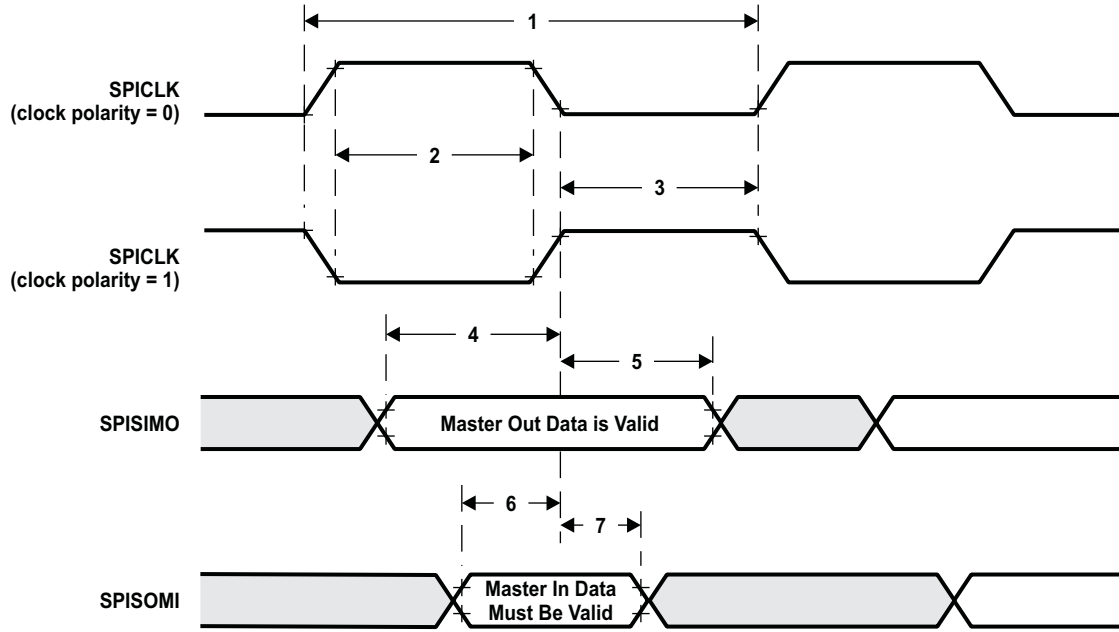 1
SPICLK
(clock polarity = 0)
2
3
SPICLK
(clock polarity = 1)
4
5
SPISIMO
Master Out Data is Valid
6
7
SPISOMI
Master In Data
Must Be Valid